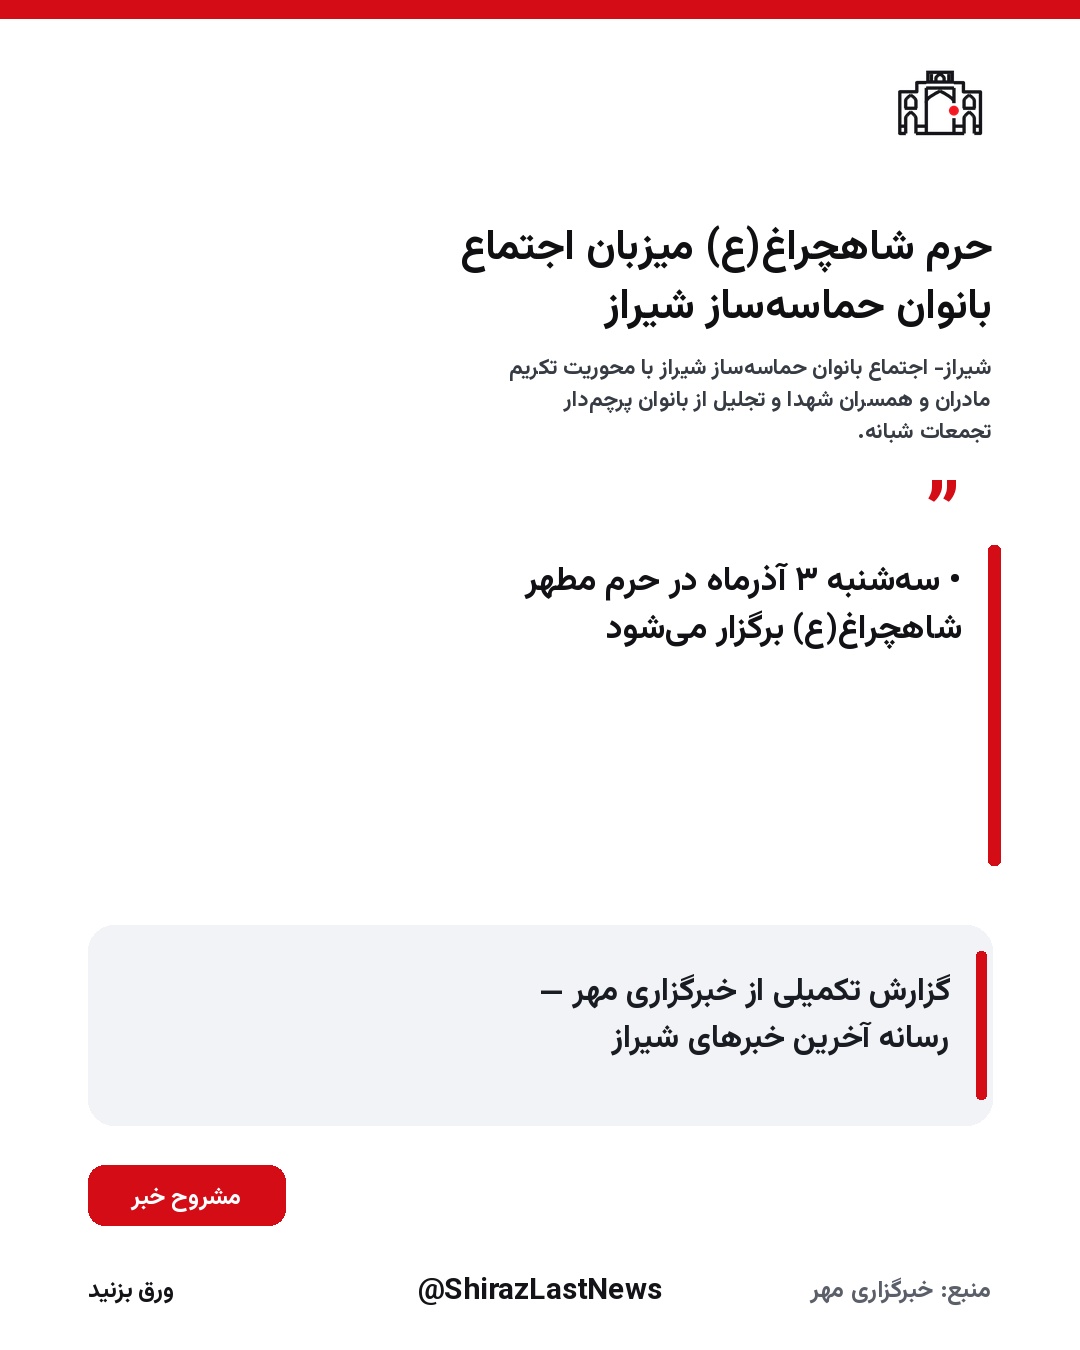 حرم شاهچراغ(ع) میزبان اجتماع
بانوان حماسه‌ساز شیراز
شیراز- اجتماع بانوان حماسه‌ساز شیراز با محوریت تکریم
مادران و همسران شهدا و تجلیل از بانوان پرچم‌دار
تجمعات شبانه.
”
• سه‌شنبه ۳ آذرماه در حرم مطهر
شاهچراغ(ع) برگزار می‌شود
گزارش تکمیلی از خبرگزاری مهر —
رسانه آخرین خبرهای شیراز
مشروح خبر
منبع: خبرگزاری مهر
@ShirazLastNews
ورق بزنید